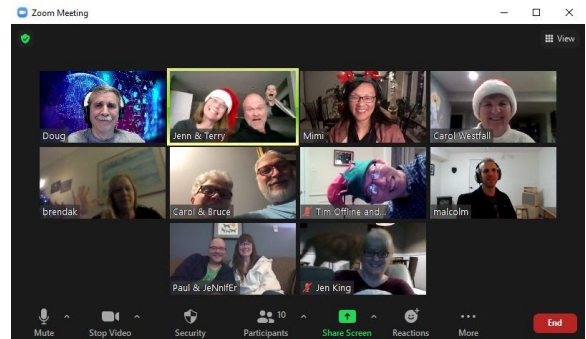 Zoom Meeting
View
Doug
Jenn & Terry
Mimi
Carol Westfall
brendak
Carol & Bruce
Tim Offline and...
malcolm
Paul & JeNnIfEr
Jen King
10
Mute
Stop Video
Security
Participants
Share Screen
Reactions
More
End